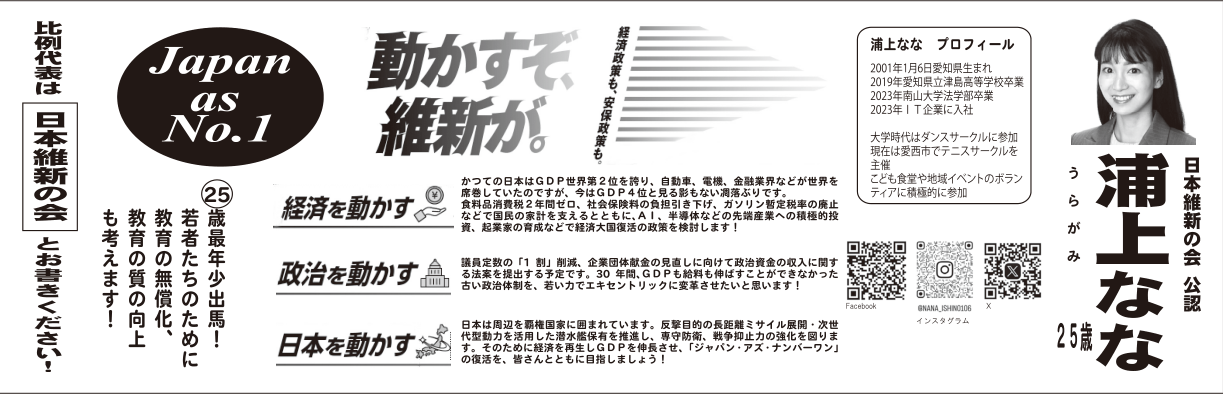 日本維新の会 公認
浦上なな
うらがみ
25歳
浦上なな プロフィール
2001年1月6日愛知県生まれ
2019年愛知県立津島高等学校卒業
2023年南山大学法学部卒業
2023年ＩＴ企業に入社
大学時代はダンスサークルに参加
現在は愛西市でテニスサークルを
主催
こども食堂や地域イベントのボラン
ティアに積極的に参加
Facebook
@NANA_ISHIN0106
インスタグラム
X
経済政策も、安保政策も。
動かすぞ、
維新が。
経済を動かす
かつての日本はＧＤＰ世界第２位を誇り、自動車、電機、金融業界などが世界を
席巻していたのですが、今はＧＤＰ４位と見る影もない凋落ぶりです。
食料品消費税２年間ゼロ、社会保険料の負担引き下げ、ガソリン暫定税率の廃止
などで国民の家計を支えるとともに、ＡＩ、半導体などの先端産業への積極的投
資、起業家の育成などで経済大国復活の政策を検討します！
政治を動かす
議員定数の「１割」削減、企業団体献金の見直しに向けて政治資金の収入に関す
る法案を提出する予定です。30年間、ＧＤＰも給料も伸ばすことができなかった
古い政治体制を、若い力でエキセントリックに変革させたいと思います！
日本を動かす
日本は周辺を覇権国家に囲まれています。反撃目的の長距離ミサイル展開・次世
代型動力を活用した潜水艦保有を推進し、専守防衛、戦争抑止力の強化を図りま
す。そのために経済を再生しＧＤＰを伸長させ、「ジャパン・アズ・ナンバーワン」
の復活を、皆さんとともに目指しましょう！
Japan
as
No.1
25歳最年少出馬！
若者たちのために
教育の無償化、
教育の質の向上
も考えます！
比例代表は 日本維新の会 とお書きください！